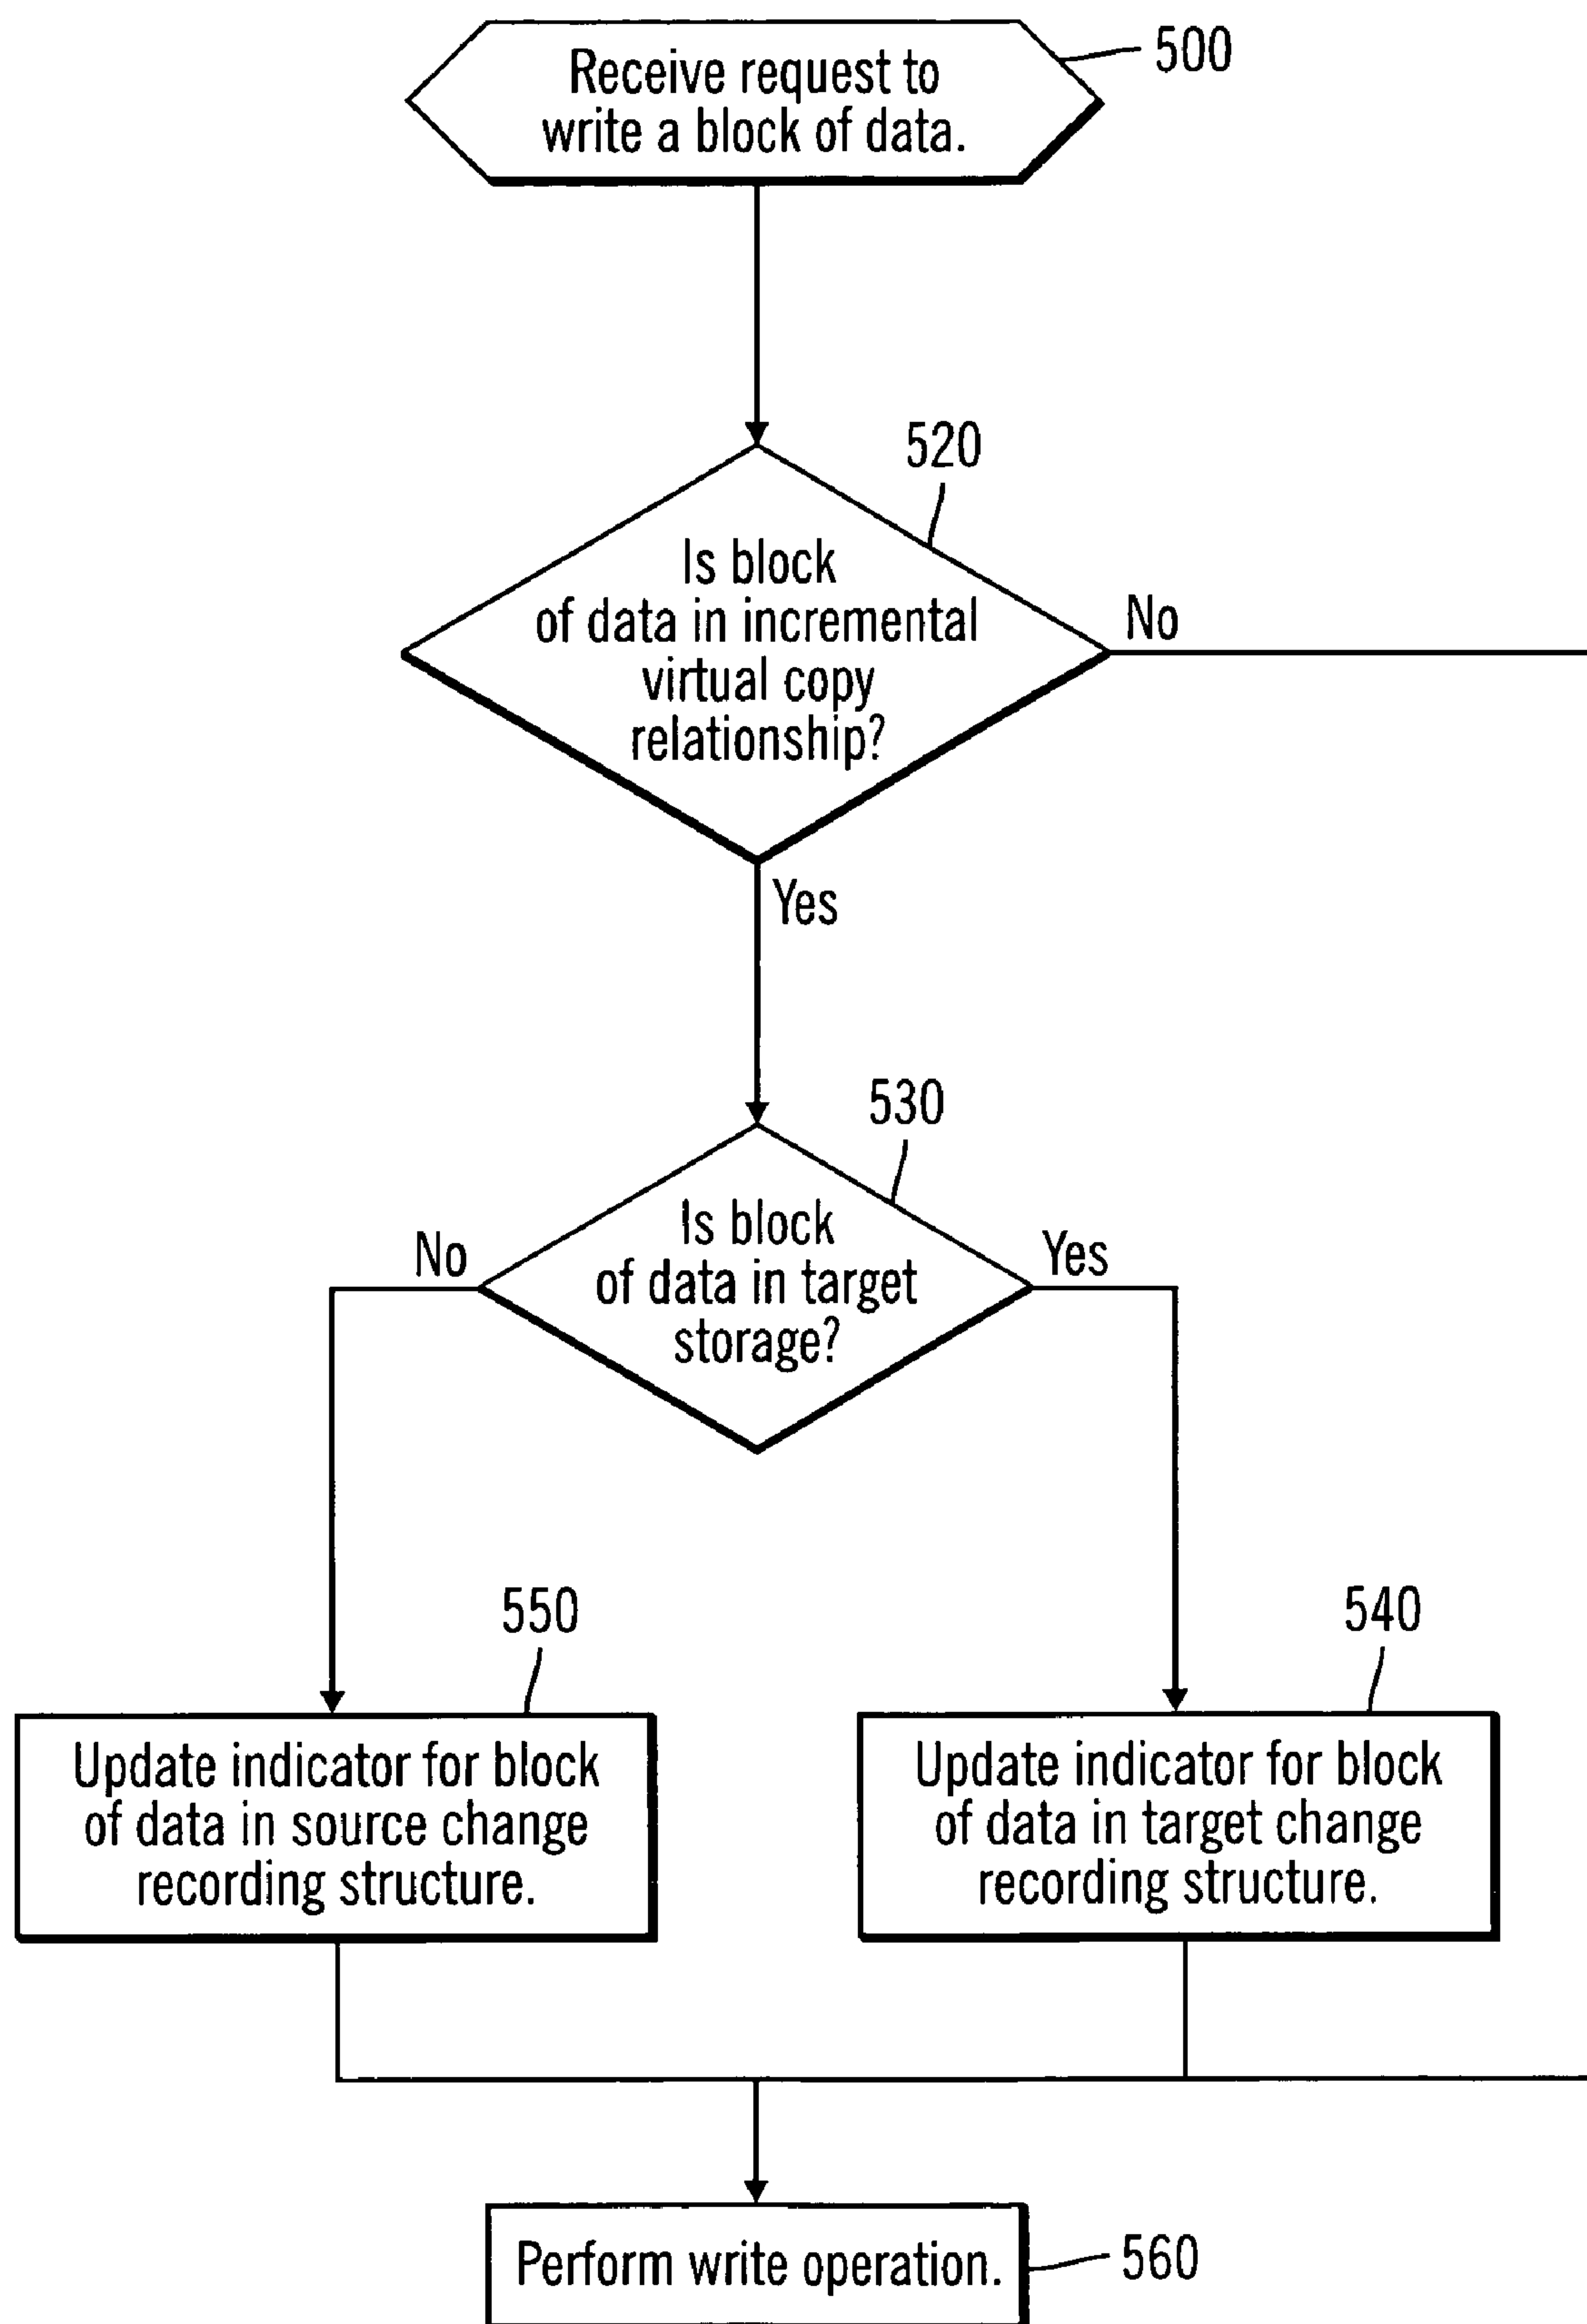 Receive request to
write a block of data.
500
520
Is block
of data in incremental
virtual copy
relationship?
No
Yes
530
Is block
of data in target
storage?
No
Yes
550
540
Update indicator for block
of data in source change
recording structure.
Update indicator for block
of data in target change
recording structure.
Perform write operation.
560